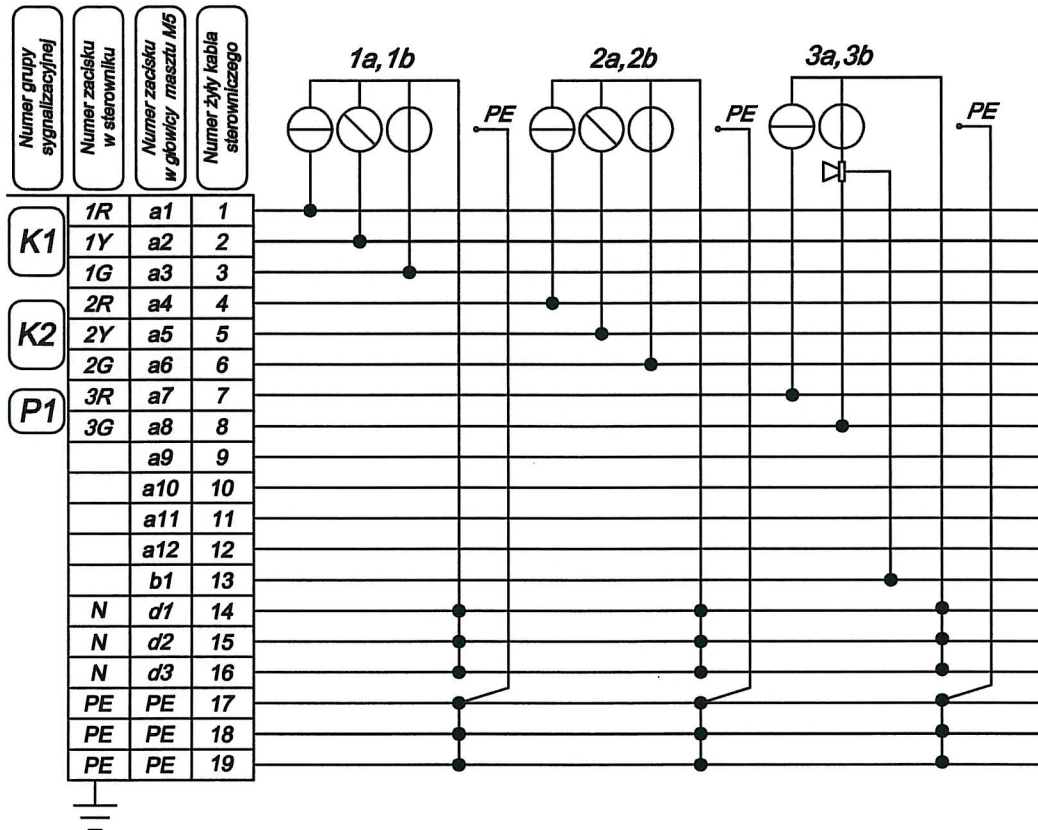 Numer grupy
sygnalizacyjnej
Numer zacisku
w sterowniku
Numer zacisku
w głowicy masztu M5
Numer żyły kabla
sterowniczego
1a,1b
2a,2b
3a,3b
PE
PE
PE
K1
K2
P1
1R a1 1
1Y a2 2
1G a3 3
2R a4 4
2Y a5 5
2G a6 6
3R a7 7
3G a8 8
a9 9
a10 10
a11 11
a12 12
b1 13
N d1 14
N d2 15
N d3 16
PE PE 17
PE PE 18
PE PE 19